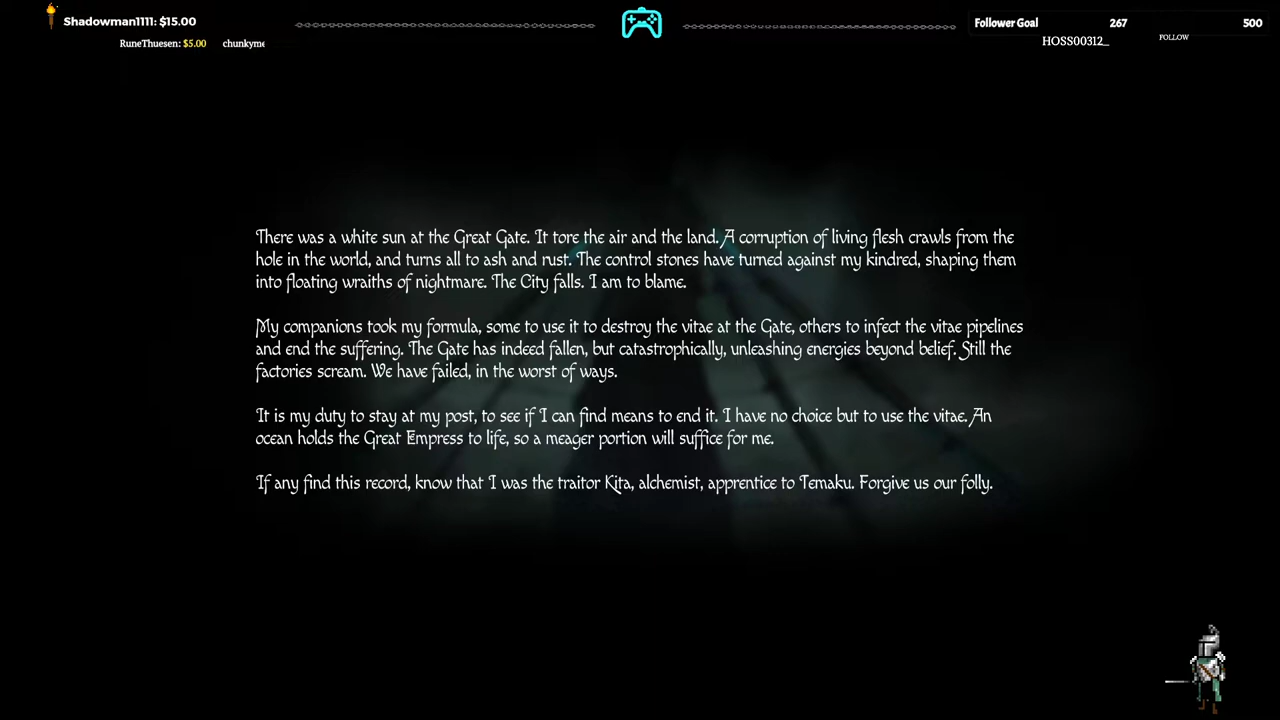 Shadowman1111: $15.00
RuneThuesen: $5.00 chunkyme
Follower Goal 267 500
HOSS00312_ FOLLOW
There was a white sun at the Great Gate. It tore the air and the land. A corruption of living flesh crawls from the
hole in the world, and turns all to ash and rust. The control stones have turned against my kindred, shaping them
into floating wraiths of nightmare. The City falls. I am to blame.
My companions took my formula, some to use it to destroy the vitae at the Gate, others to infect the vitae pipelines
and end the suffering. The Gate has indeed fallen, but catastrophically, unleashing energies beyond belief. Still the
factories scream. We have failed, in the worst of ways.
It is my duty to stay at my post, to see if I can find means to end it. I have no choice but to use the vitae. An
ocean holds the Great Empress to life, so a meager portion will suffice for me.
If any find this record, know that I was the traitor Kita, alchemist, apprentice to Temaku. Forgive us our folly.